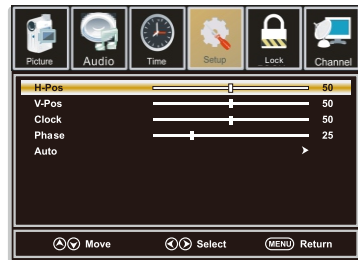 Picture Audio Time Setup Lock Channel
H-Pos 50
V-Pos 50
Clock 50
Phase 25
Auto
Move Select MENU Return